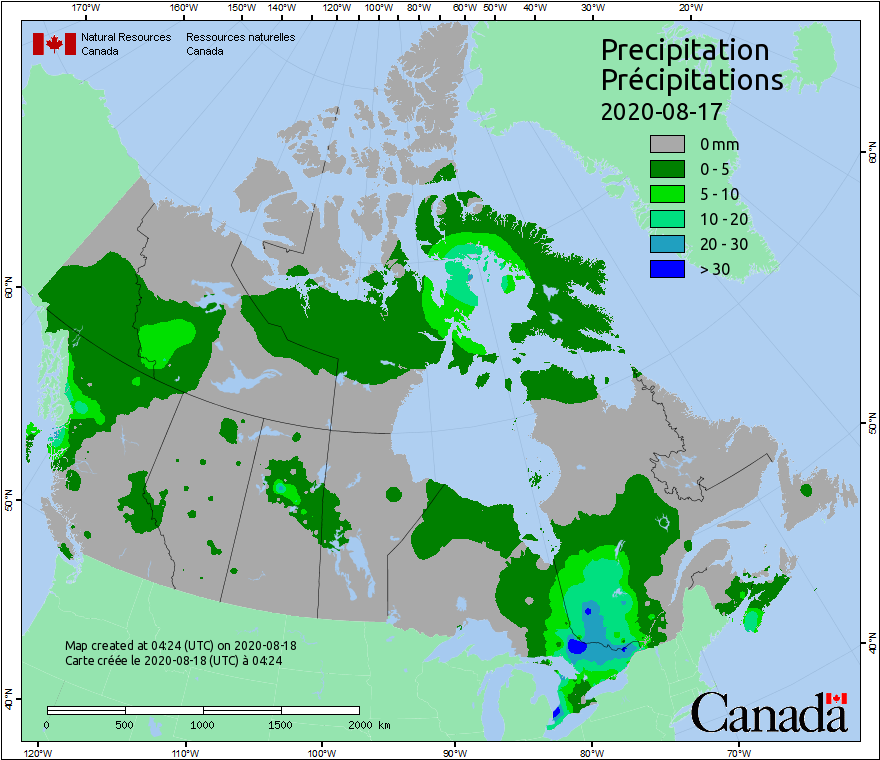 170°W 160°W 150°W 140°W 120°W 100°W 80°W 60°W 50°W 40°W 30°W 20°W
Natural Resources Ressources naturelles
Canada Canada
Precipitation
Précipitations
2020-08-17
0 mm
0 - 5
5 - 10
10 - 20
20 - 30
> 30
60°N
60°N
50°N
50°N
40°N
40°N
Map created at 04:24 (UTC) on 2020-08-18
Carte créée le 2020-08-18 (UTC) à 04:24
0 500 1000 1500 2000 km
Canada
120°W 110°W 100°W 90°W 80°W 70°W